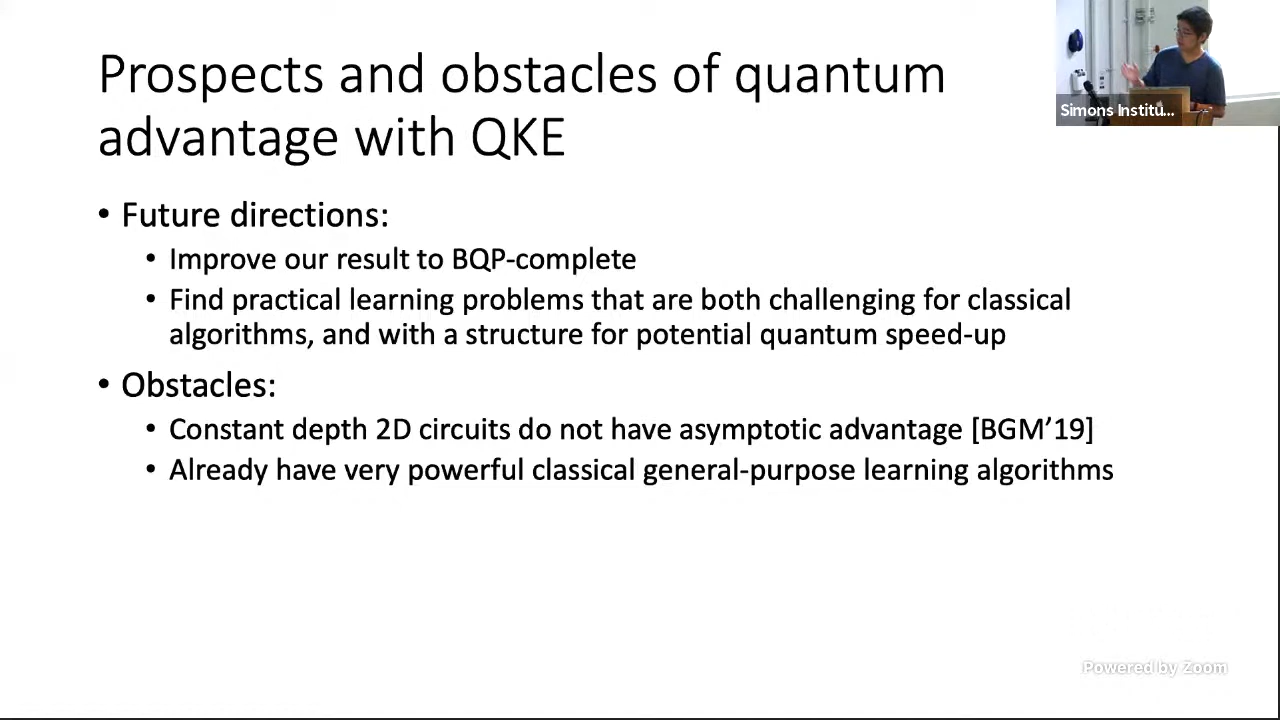 Prospects and obstacles of quantum
advantage with QKE
Simons Institu...
• Future directions:
• Improve our result to BQP-complete
• Find practical learning problems that are both challenging for classical
algorithms, and with a structure for potential quantum speed-up
• Obstacles:
• Constant depth 2D circuits do not have asymptotic advantage [BGM'19]
• Already have very powerful classical general-purpose learning algorithms
Powered by Zoom